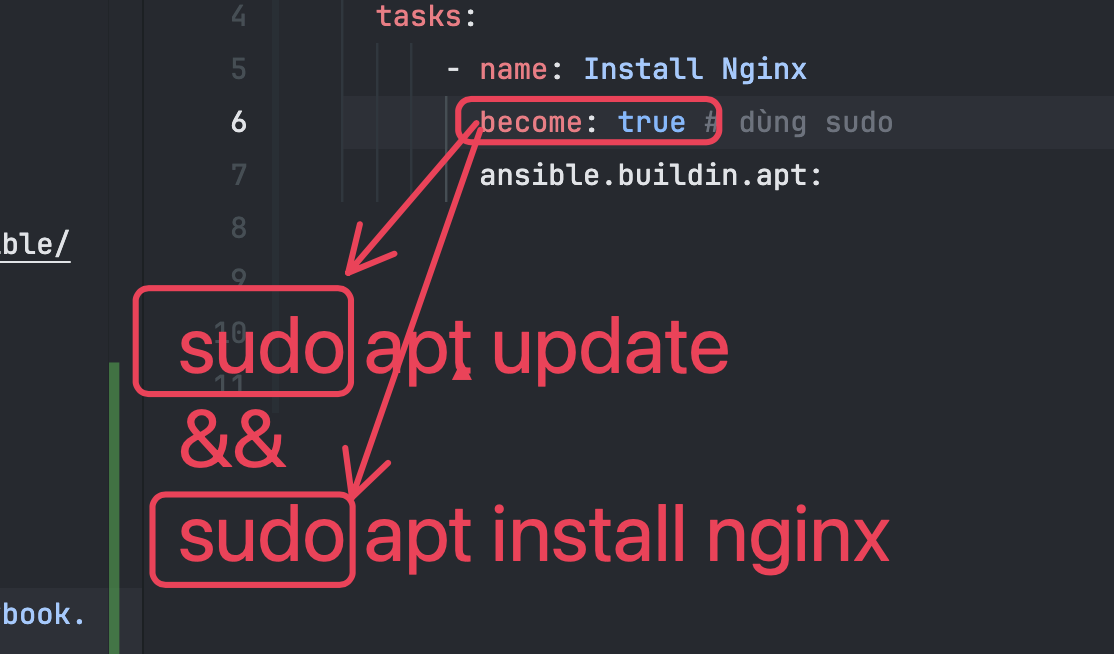 4 tasks:
5 - name: Install Nginx
6 become: true # dùng sudo
7 ansible.buildin.apt:
8
ble/
9
10
sudo apt update
11
&&
sudo apt install nginx
book.